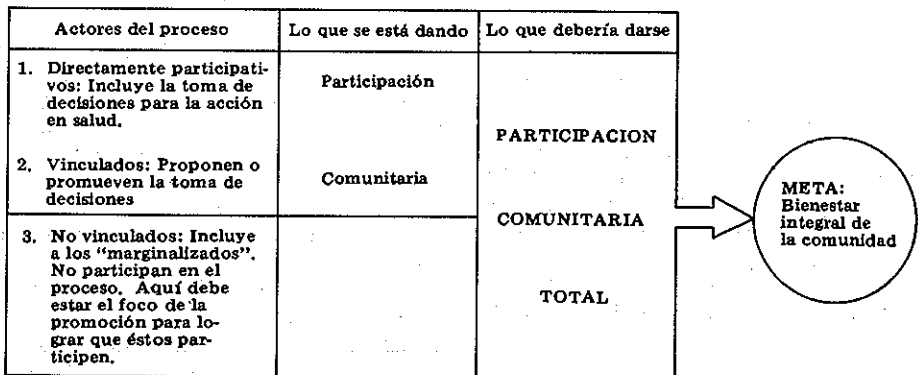 Actores del proceso
Lo que se está dando
Lo que debería darse
1. Directamente participati-
vos: Incluye la toma de
decisiones para la acción
en salud.
Participación
2. Vinculados: Proponen o
promueven la toma de
decisiones
Comunitaria
3. No vinculados: Incluye
a los “marginalizados”.
No participan en el
proceso. Aquí debe
estar el foco de la
promoción para lo-
grar que éstos par-
ticipen.
PARTICIPACION
COMUNITARIA
TOTAL
META:
Bienestar
integral de
la comunidad